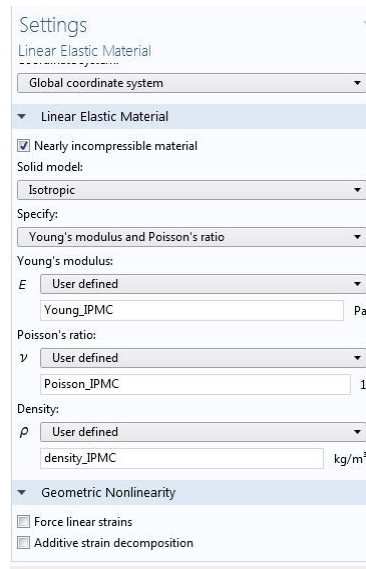 Settings
Linear Elastic Material
Global coordinate system
Linear Elastic Material
Nearly incompressible material
Solid model:
Isotropic
Specify:
Young's modulus and Poisson's ratio
Young's modulus:
E User defined
Young_IPMC Pa
Poisson's ratio:
ν User defined
Poisson_IPMC 1
Density:
ρ User defined
density_IPMC kg/m³
Geometric Nonlinearity
Force linear strains
Additive strain decomposition